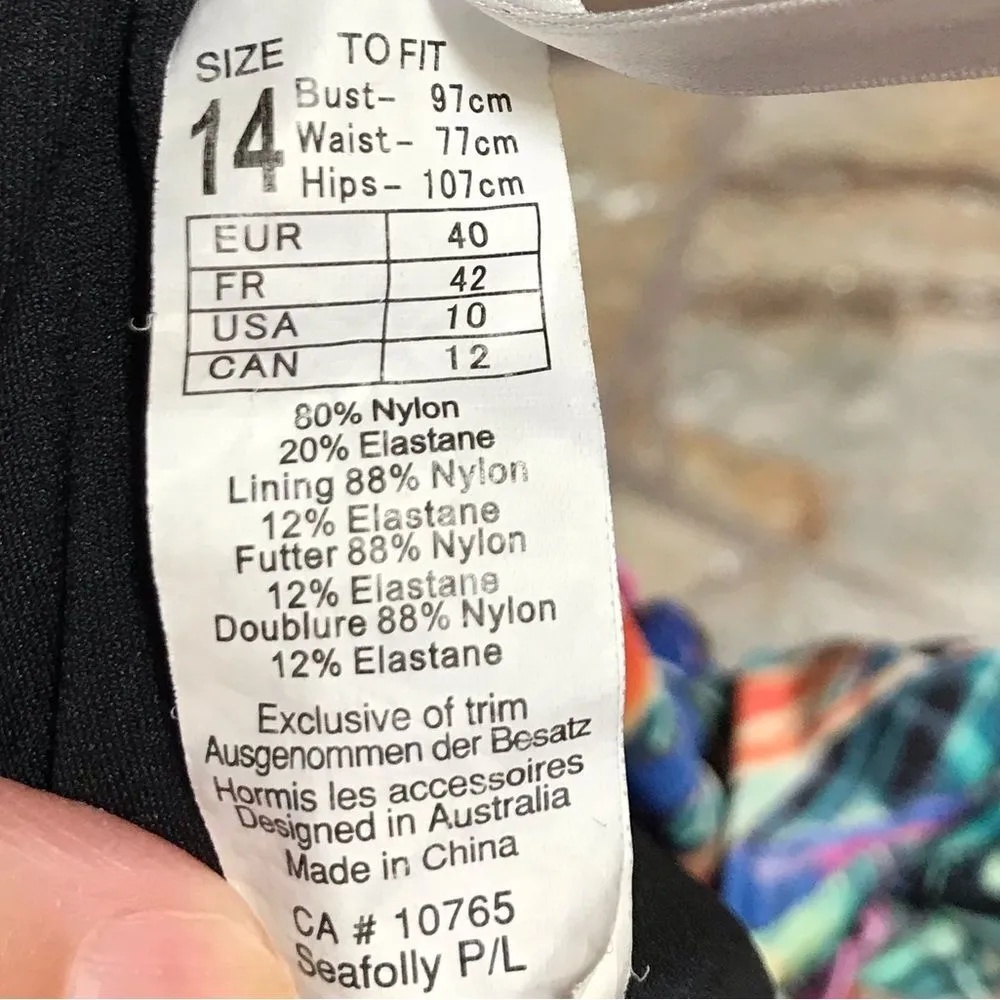 SIZE TO FIT
14 Bust- 97cm
Waist- 77cm
Hips- 107cm
EUR 40
FR 42
USA 10
CAN 12
80% Nylon
20% Elastane
Lining 88% Nylon
12% Elastane
Futter 88% Nylon
12% Elastane
Doublure 88% Nylon
12% Elastane
Exclusive of trim
Ausgenommen der Besatz
Hormis les accessoires
Designed in Australia
Made in China
CA # 10765
Seafolly P/L